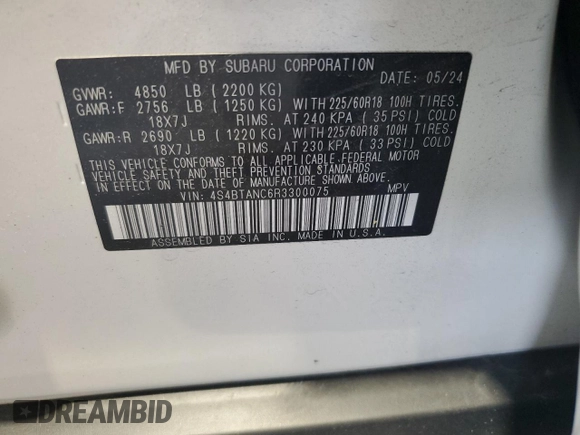 MFD BY SUBARU CORPORATION
DATE: 05/24
GVWR: 4850 LB ( 2200 KG)
GAWR:F 2756 LB ( 1250 KG) WITH 225/60R18 100H TIRES.
18X7J RIMS. AT 240 KPA ( 35 PSI) COLD
GAWR:R 2690 LB ( 1220 KG) WITH 225/60R18 100H TIRES.
18X7J RIMS. AT 230 KPA ( 33 PSI) COLD
THIS VEHICLE CONFORMS TO ALL APPLICABLE FEDERAL MOTOR
VEHICLE SAFETY AND THEFT PREVENTION STANDARDS
IN EFFECT ON THE DATE OF MANUFACTURE SHOWN ABOVE.
VIN: 4S4BTANC6R3300075 MPV
ASSEMBLED BY SIA INC. MADE IN U.S.A.
DREAMBID